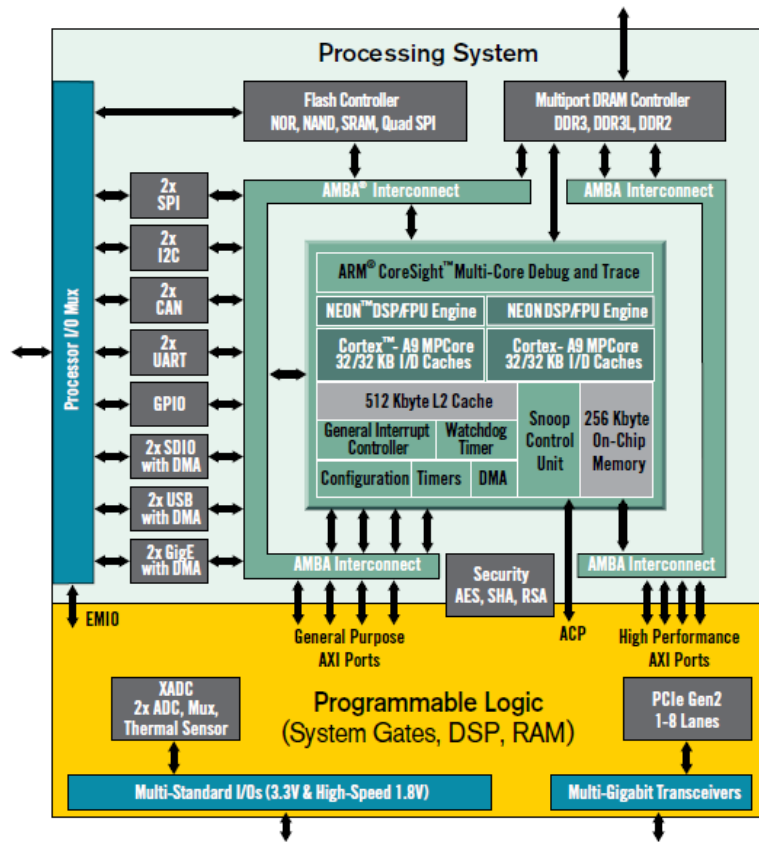 Processing System
Flash Controller
NOR, NAND, SRAM, Quad SPI
Multiport DRAM Controller
DDR3, DDR3L, DDR2
AMBA® Interconnect
AMBA Interconnect
Processor I/O Mux
2x
SPI
2x
I2C
2x
CAN
2x
UART
GPIO
2x SDIO
with DMA
2x USB
with DMA
2x GigE
with DMA
ARM® CoreSight™ Multi-Core Debug and Trace
NEON™ DSP/FPU Engine
NEON DSP/FPU Engine
Cortex™- A9 MPCore
32/32 KB I/D Caches
Cortex- A9 MPCore
32/32 KB I/D Caches
512 Kbyte L2 Cache
General Interrupt
Controller
Watchdog
Timer
Configuration
Timers
DMA
Snoop
Control
Unit
256 Kbyte
On-Chip
Memory
AMBA Interconnect
AMBA Interconnect
Security
AES, SHA, RSA
EMIO
General Purpose
AXI Ports
ACP
High Performance
AXI Ports
XADC
2x ADC, Mux,
Thermal Sensor
Programmable Logic
(System Gates, DSP, RAM)
PCIe Gen2
1-8 Lanes
Multi-Standard I/Os (3.3V & High-Speed 1.8V)
Multi-Gigabit Transceivers